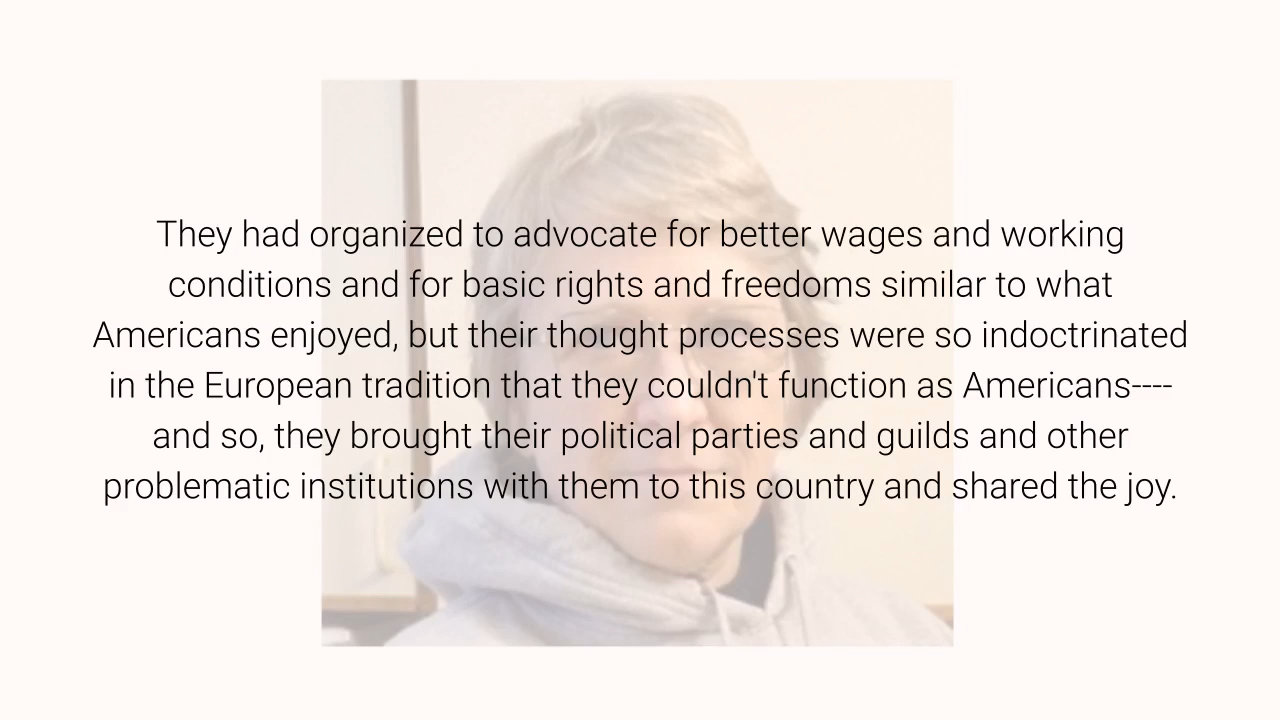 They had organized to advocate for better wages and working
conditions and for basic rights and freedoms similar to what
Americans enjoyed, but their thought processes were so indoctrinated
in the European tradition that they couldn't function as Americans----
and so, they brought their political parties and guilds and other
problematic institutions with them to this country and shared the joy.